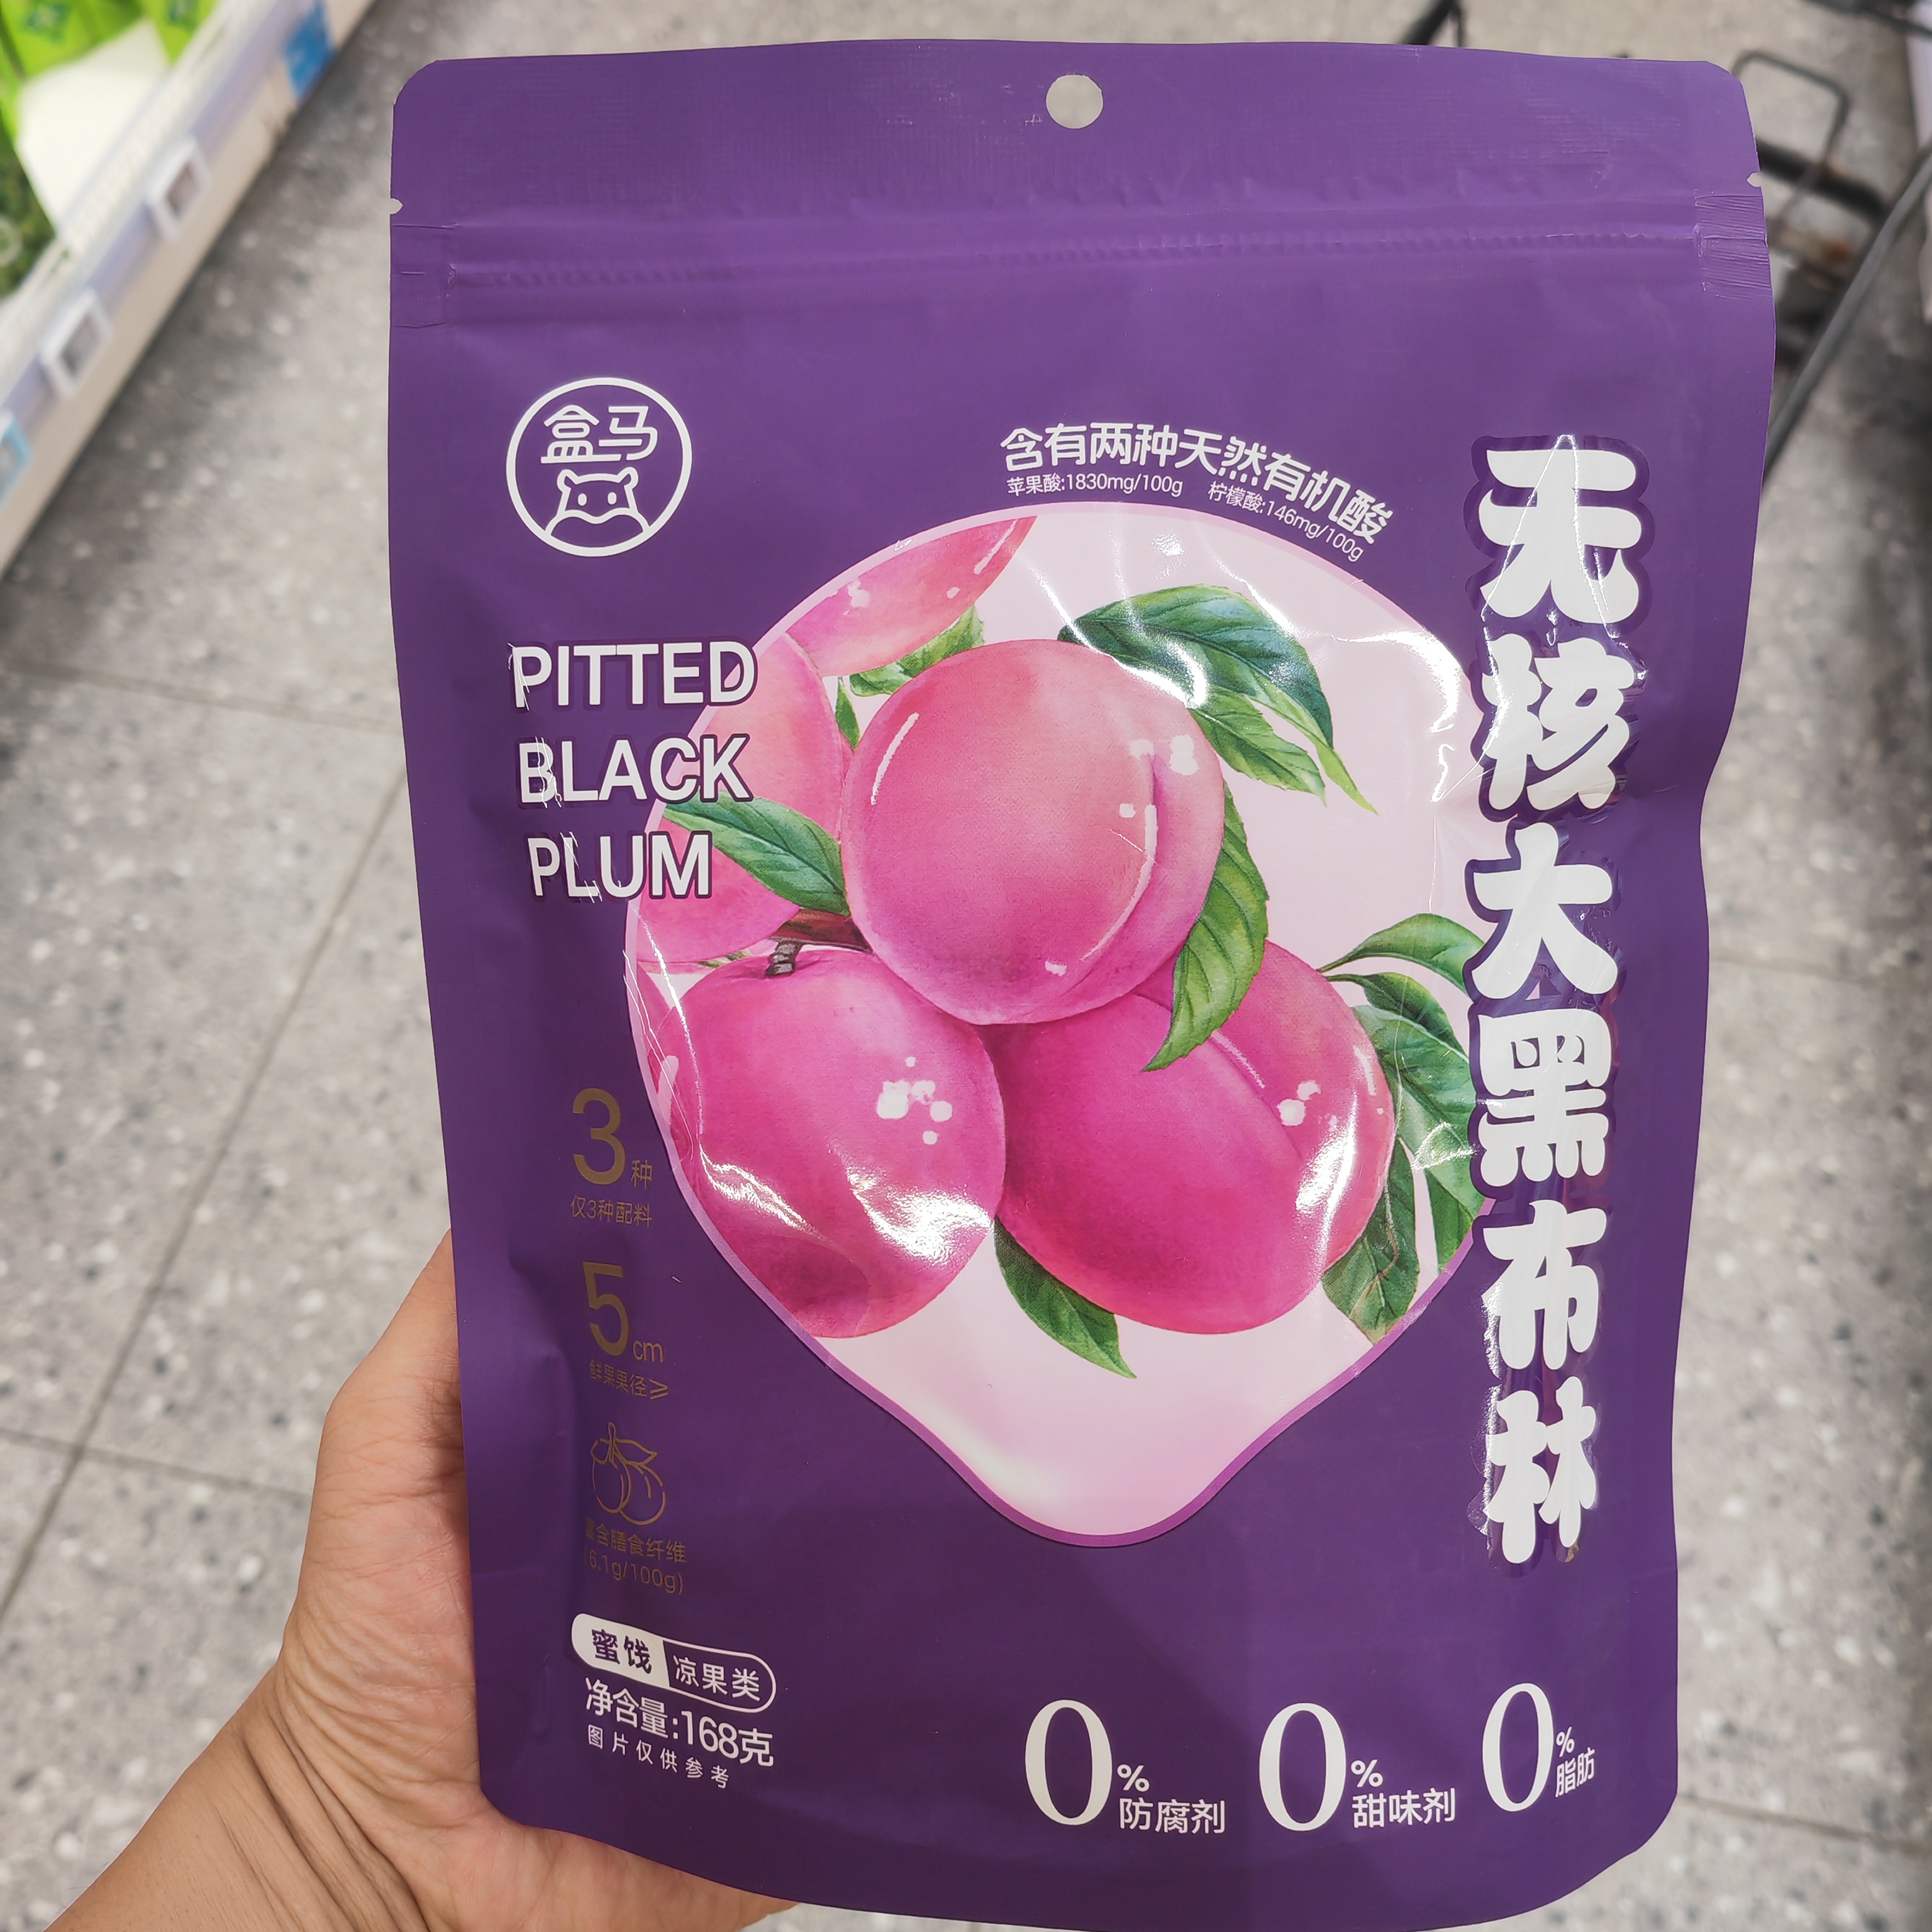 盒马
含有两种天然有机酸
苹果酸:1830mg/100g 柠檬酸:146mg/100g
无核大黑布林
PITTED
BLACK
PLUM
3种
仅3种配料
5cm
鲜果果径≥
富含膳食纤维
(6.1g/100g)
蜜饯 凉果类
净含量:168克
图片仅供参考
0%防腐剂
0%甜味剂
0%脂肪